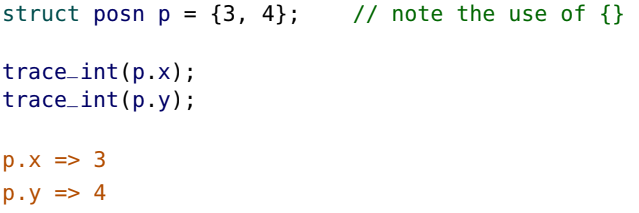 struct posn p = {3, 4};    // note the use of {}
trace_int(p.x);
trace_int(p.y);
p.x => 3
p.y => 4